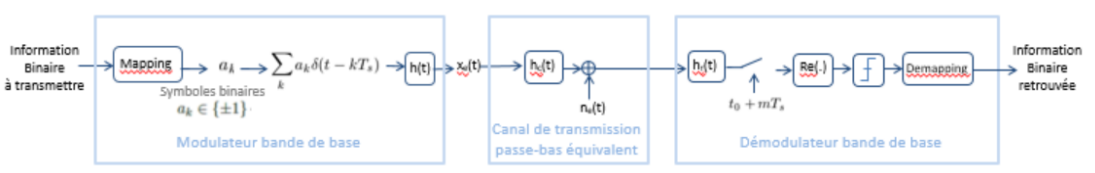 Information
Binaire
à transmettre
Mapping
a_k
∑_k a_k δ(t − kT_s)
h(t)
x_e(t)
Symboles binaires
a_k ∈ {±1}
Modulateur bande de base
h_c(t)
n_e(t)
Canal de transmission
passe-bas équivalent
h_r(t)
t_0 + mT_s
Re(.)
Demapping
Démodulateur bande de base
Information
Binaire
retrouvée